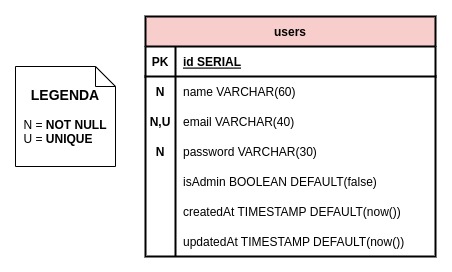 LEGENDA
N = NOT NULL
U = UNIQUE
users
PK id SERIAL
N name VARCHAR(60)
N,U email VARCHAR(40)
N password VARCHAR(30)
isAdmin BOOLEAN DEFAULT(false)
createdAt TIMESTAMP DEFAULT(now())
updatedAt TIMESTAMP DEFAULT(now())